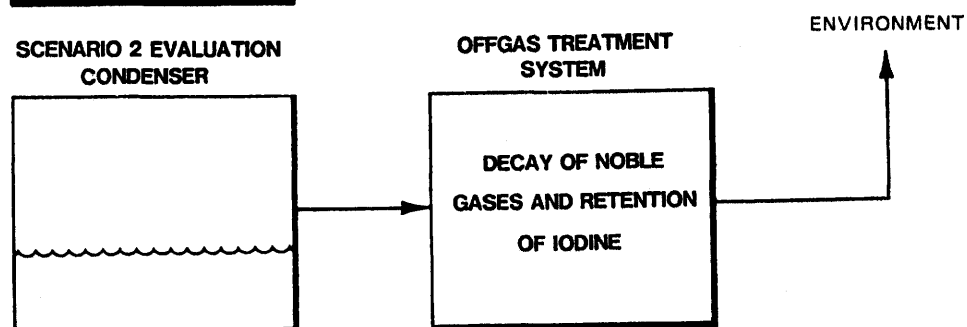 ENVIRONMENT
SCENARIO 2 EVALUATION
CONDENSER
OFFGAS TREATMENT
SYSTEM
DECAY OF NOBLE
GASES AND RETENTION
OF IODINE